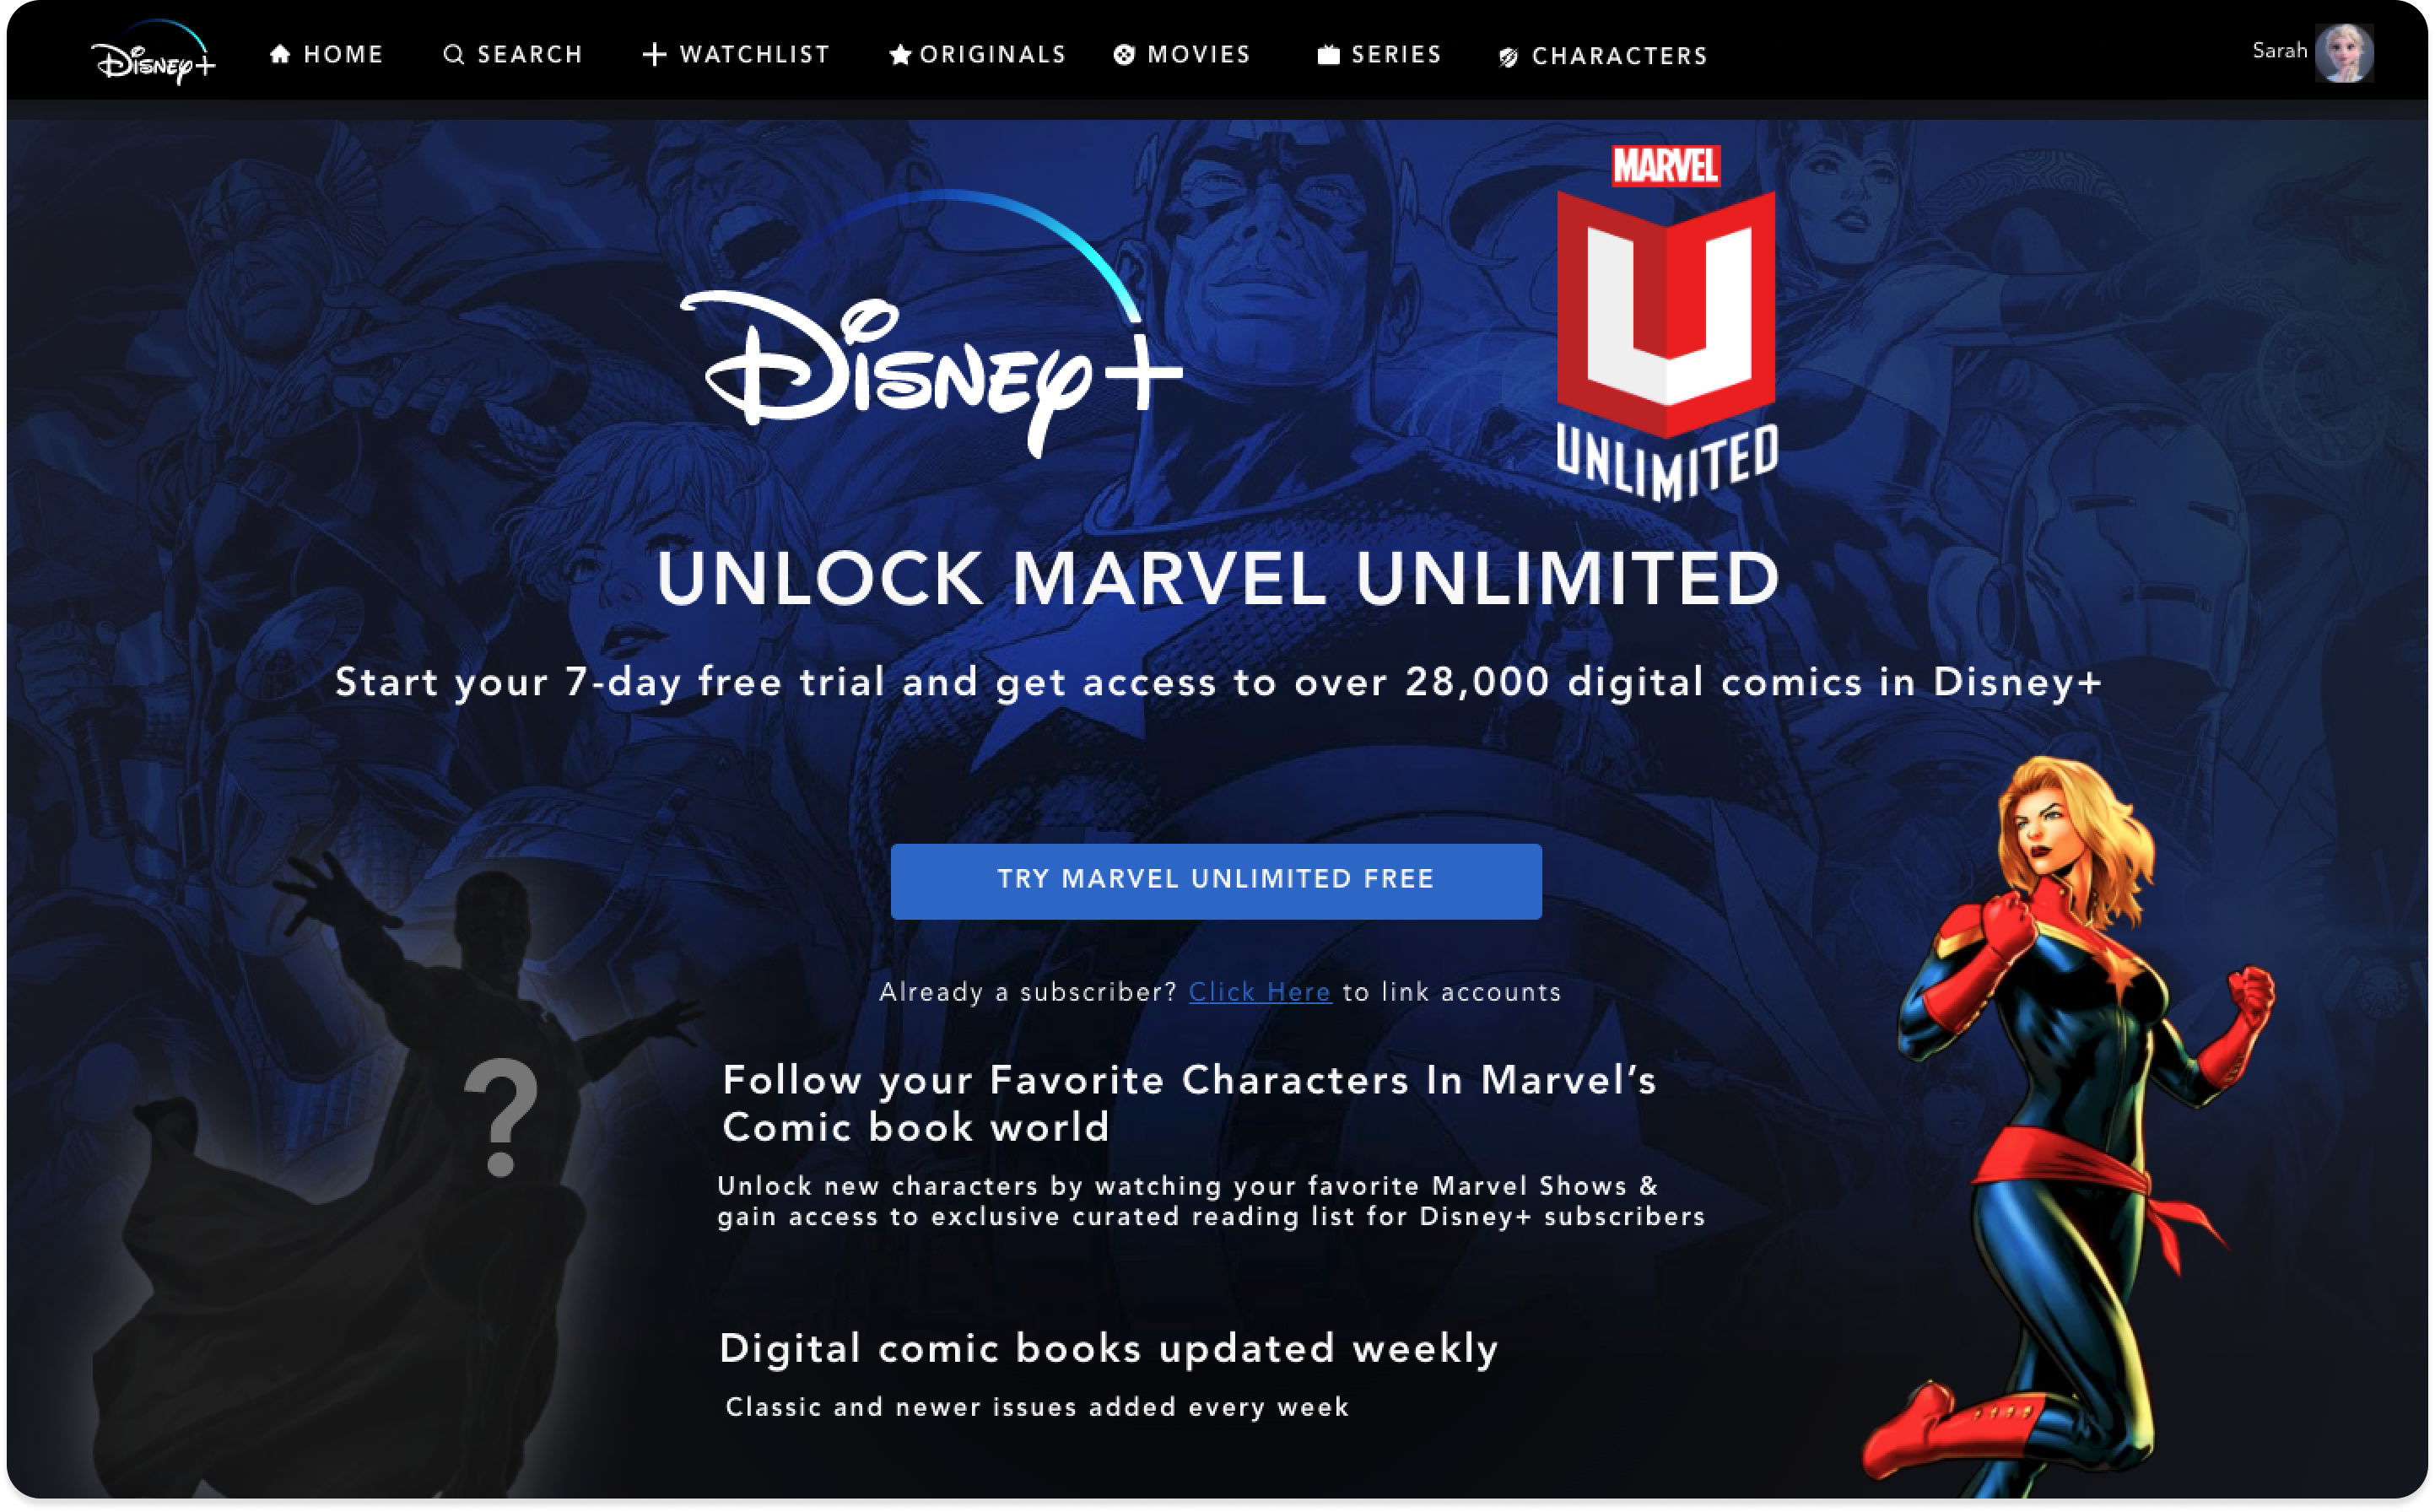 Disney+ HOME SEARCH WATCHLIST ORIGINALS MOVIES SERIES CHARACTERS Sarah
MARVEL
Disney+
U
UNLIMITED
UNLOCK MARVEL UNLIMITED
Start your 7-day free trial and get access to over 28,000 digital comics in Disney+
TRY MARVEL UNLIMITED FREE
Already a subscriber? Click Here to link accounts
?
Follow your Favorite Characters In Marvel’s
Comic book world
Unlock new characters by watching your favorite Marvel Shows &
gain access to exclusive curated reading list for Disney+ subscribers
Digital comic books updated weekly
Classic and newer issues added every week